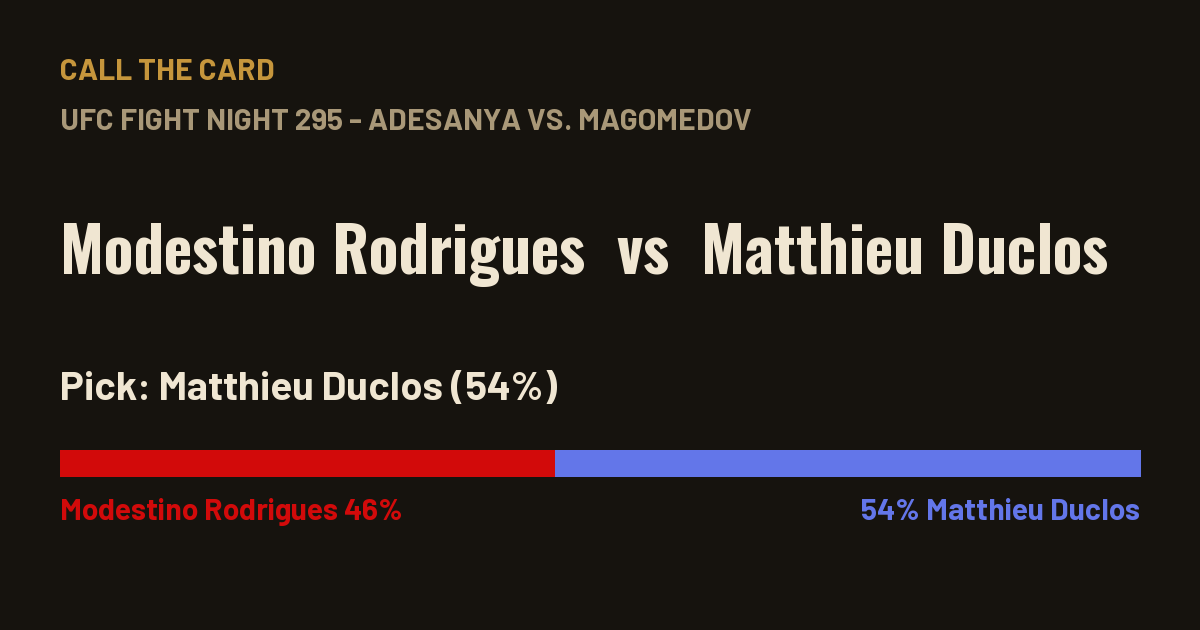 CALL THE CARD
UFC FIGHT NIGHT 295 – ADESANYA VS. MAGOMEDOV
Modestino Rodrigues vs Matthieu Duclos
Pick: Matthieu Duclos (54%)
Modestino Rodrigues 46%
54% Matthieu Duclos